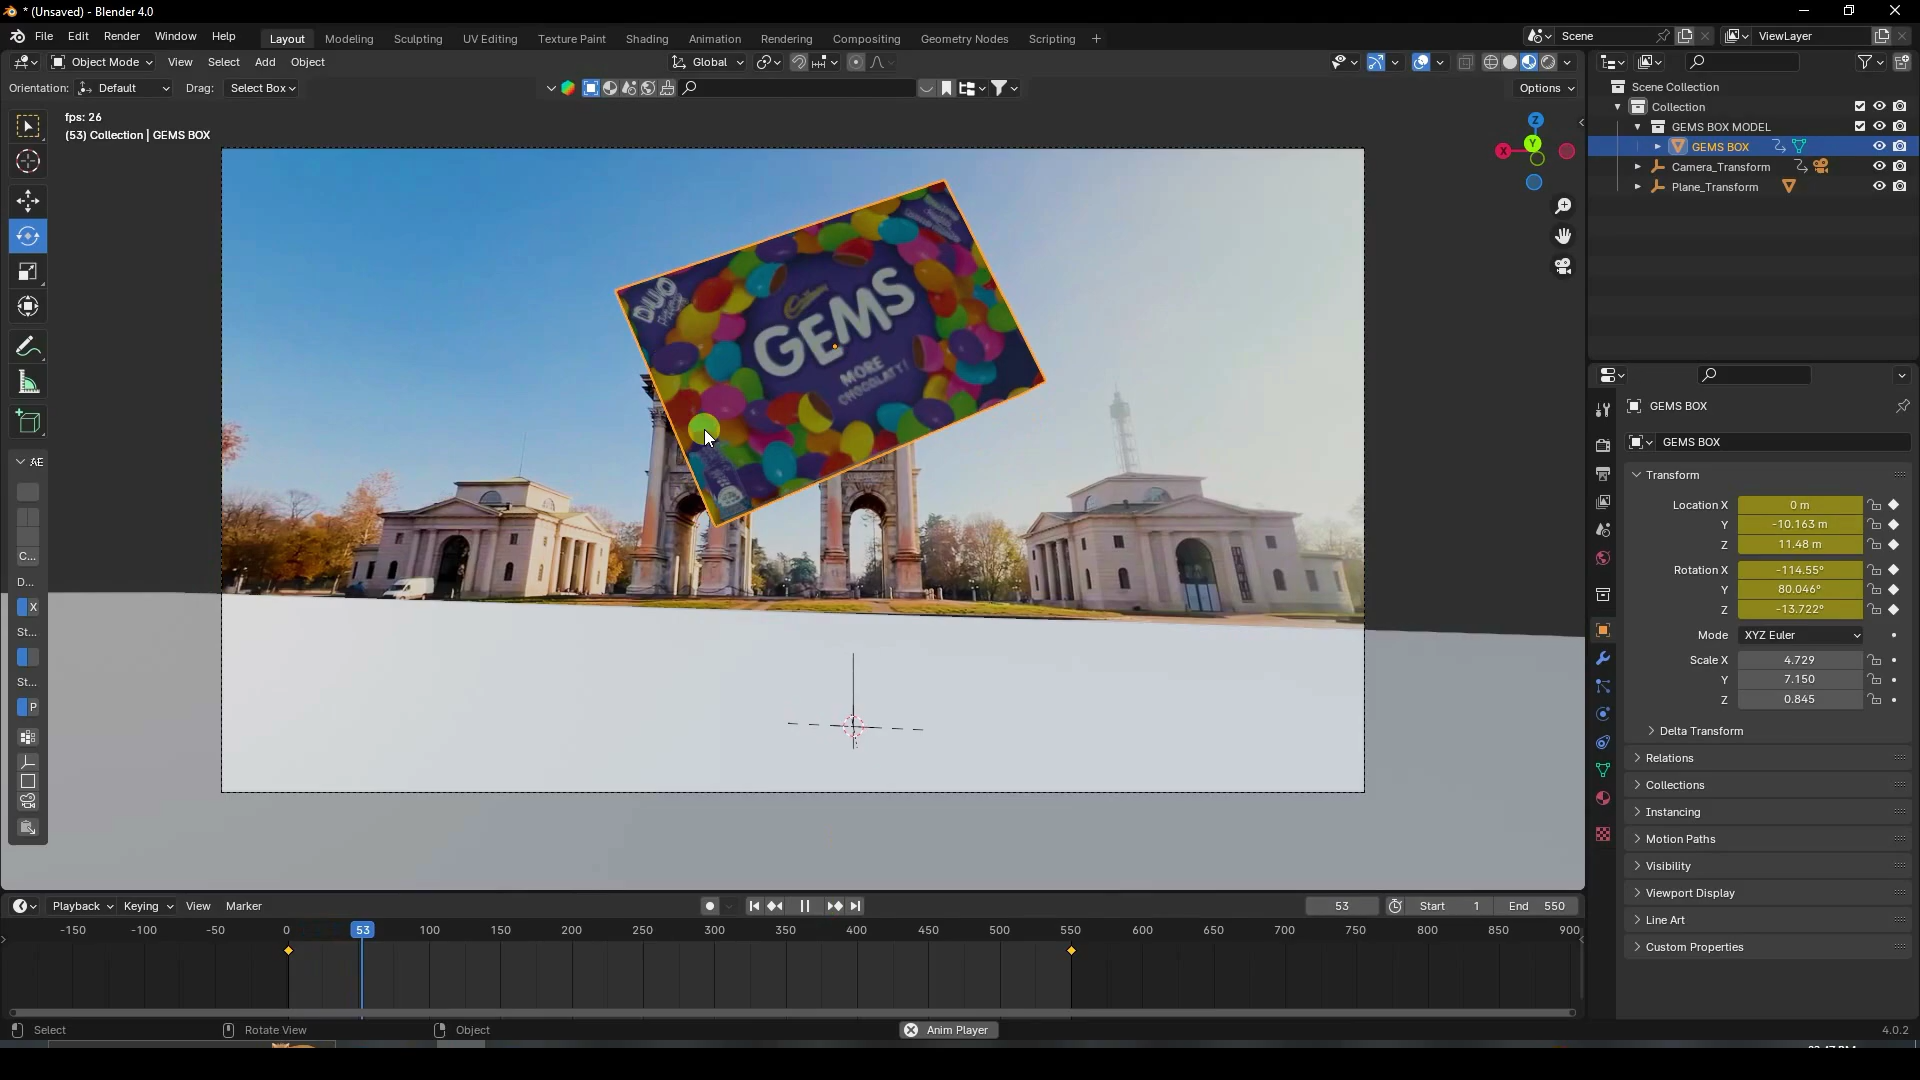 * (Unsaved) - Blender 4.0
File Edit Render Window Help
Layout Modeling Sculpting UV Editing Texture Paint Shading Animation Rendering Compositing Geometry Nodes Scripting +
Scene
ViewLayer
Object Mode View Select Add Object
Global
Orientation: Default Drag: Select Box
Options
fps: 26
(53) Collection | GEMS BOX
Z
Y
X
DUO
Cadbury
GEMS
MORE
CHOCOLATY!
AE
C...
D...
X
St...
St...
P
Scene Collection
Collection
GEMS BOX MODEL
GEMS BOX
Camera_Transform
Plane_Transform
GEMS BOX
GEMS BOX
Transform
Location X 0 m
Y -10.163 m
Z 11.48 m
Rotation X -114.55°
Y 80.046°
Z -13.722°
Mode XYZ Euler
Scale X 4.729
Y 7.150
Z 0.845
Delta Transform
Relations
Collections
Instancing
Motion Paths
Visibility
Viewport Display
Line Art
Custom Properties
Playback Keying View Marker
53 Start 1 End 550
-150 -100 -50 0 53 100 150 200 250 300 350 400 450 500 550 600 650 700 750 800 850 900
Select Rotate View Object Anim Player 4.0.2